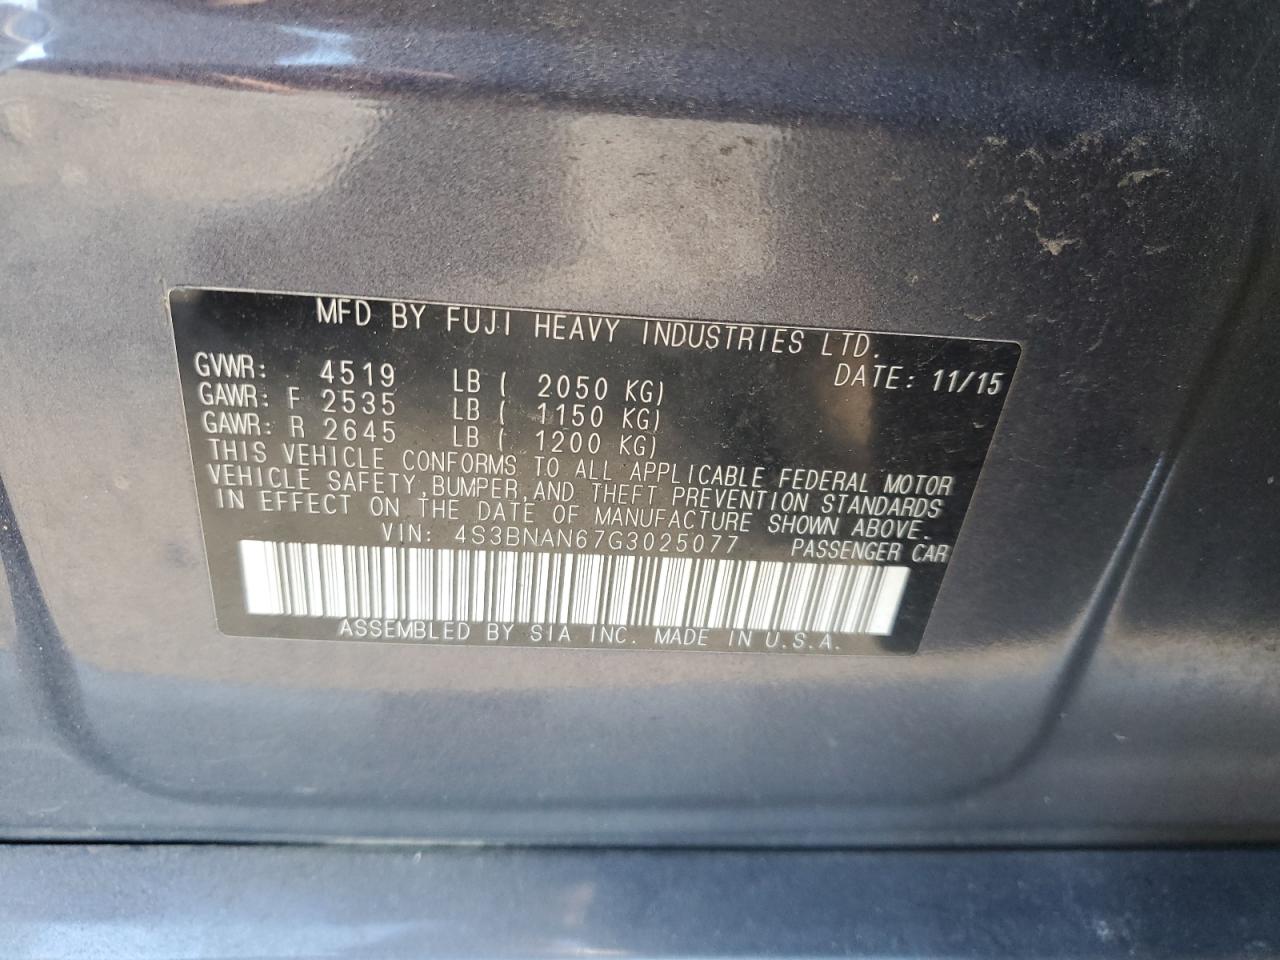 MFD BY FUJI HEAVY INDUSTRIES LTD.
DATE: 11/15
GVWR: 4519 LB ( 2050 KG)
GAWR: F 2535 LB ( 1150 KG)
GAWR: R 2645 LB ( 1200 KG)
THIS VEHICLE CONFORMS TO ALL APPLICABLE FEDERAL MOTOR
VEHICLE SAFETY,BUMPER,AND THEFT PREVENTION STANDARDS
IN EFFECT ON THE DATE OF MANUFACTURE SHOWN ABOVE.
VIN: 4S3BNAN67G3025077 PASSENGER CAR
ASSEMBLED BY SIA INC. MADE IN U.S.A.